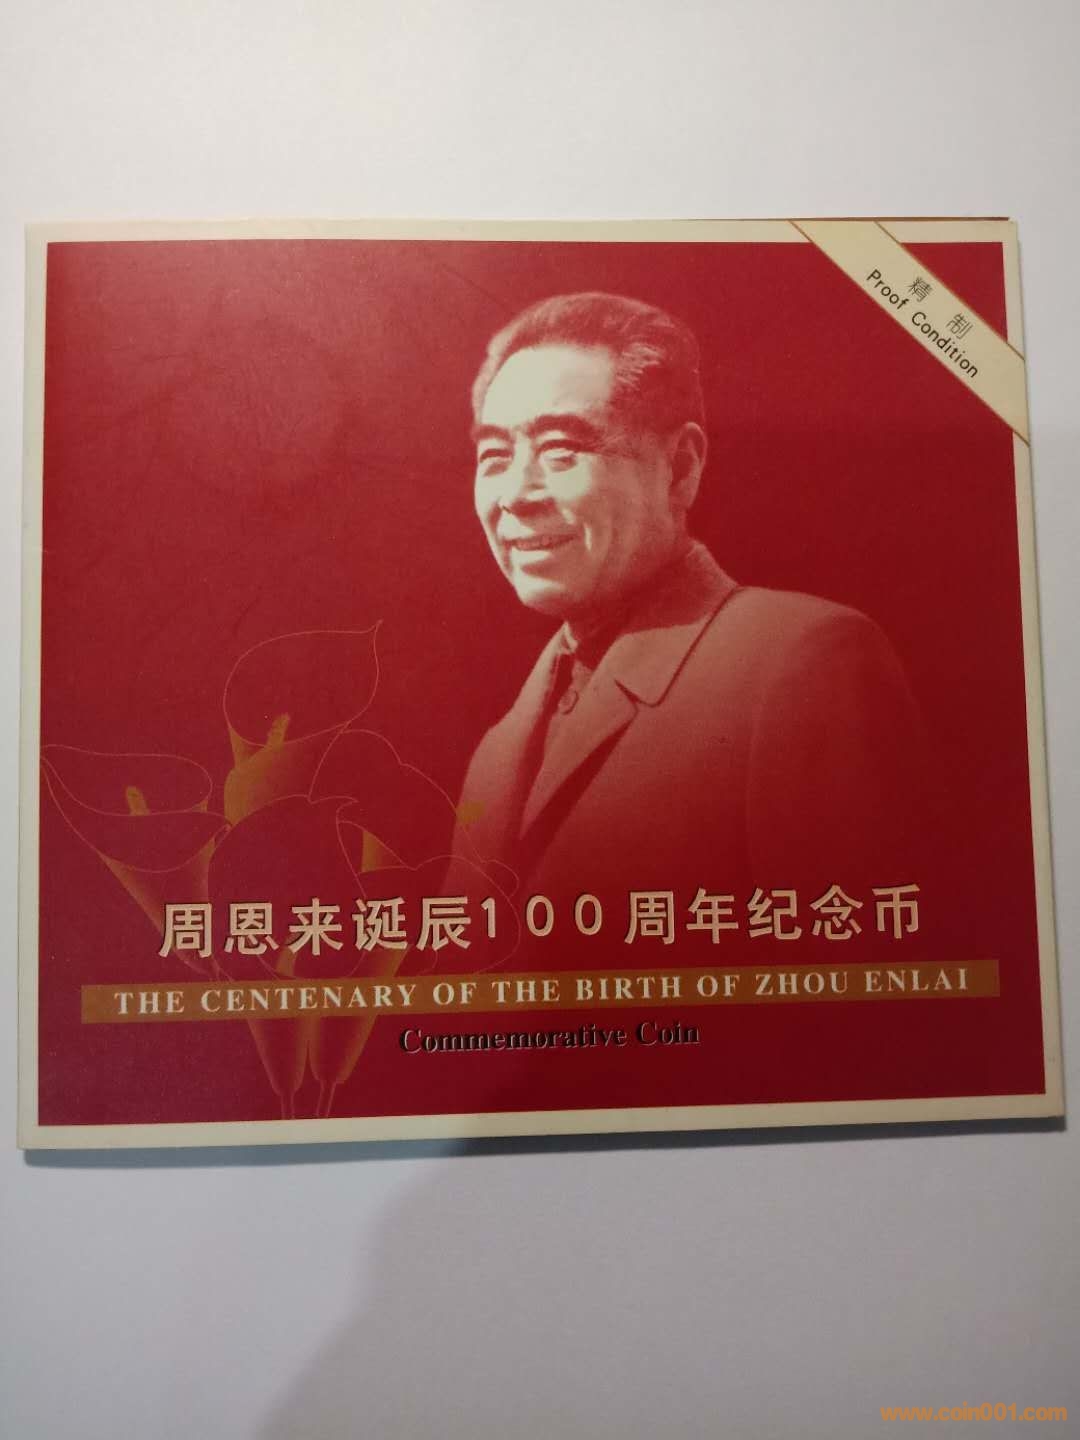 精 制
Proof Condition
周恩来诞辰100周年纪念币
THE CENTENARY OF THE BIRTH OF ZHOU ENLAI
Commemorative Coin
www.coin001.com